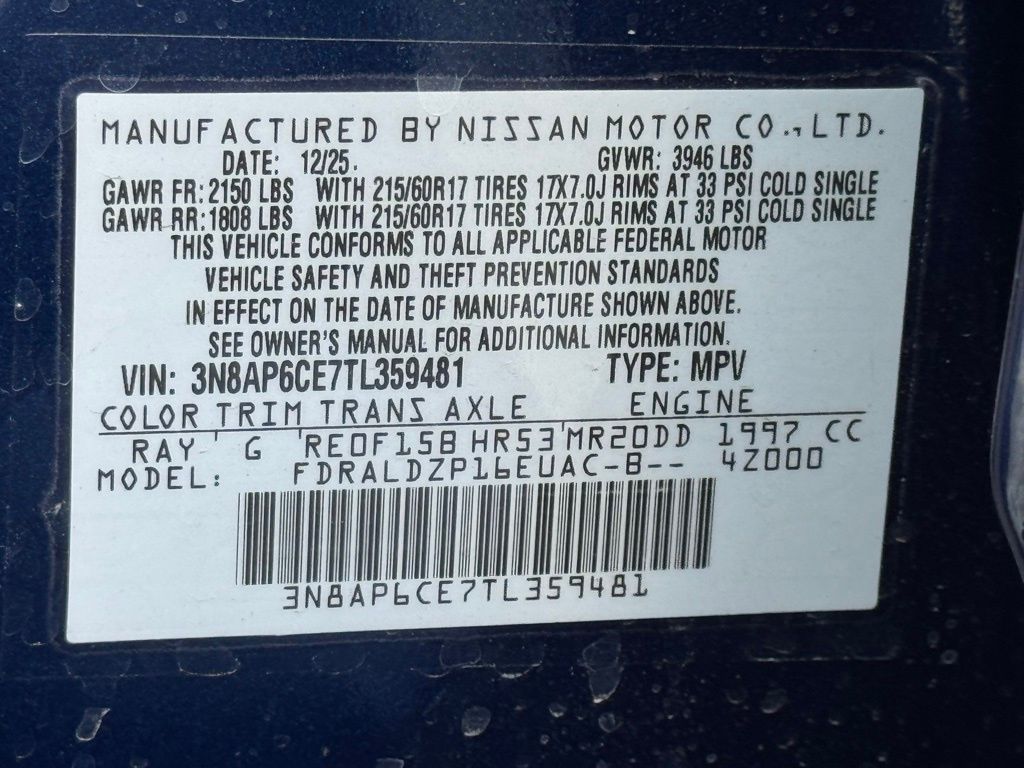 MANUFACTURED BY NISSAN MOTOR CO.,LTD.
DATE: 12/25. GVWR: 3946 LBS
GAWR FR: 2150 LBS WITH 215/60R17 TIRES 17X7.0J RIMS AT 33 PSI COLD SINGLE
GAWR RR: 1808 LBS WITH 215/60R17 TIRES 17X7.0J RIMS AT 33 PSI COLD SINGLE
THIS VEHICLE CONFORMS TO ALL APPLICABLE FEDERAL MOTOR
VEHICLE SAFETY AND THEFT PREVENTION STANDARDS
IN EFFECT ON THE DATE OF MANUFACTURE SHOWN ABOVE.
SEE OWNER'S MANUAL FOR ADDITIONAL INFORMATION.
VIN: 3N8AP6CE7TL359481 TYPE: MPV
COLOR TRIM TRANS AXLE ENGINE
RAY ' G 'RE0F15B HR53'MR20DD 1997 CC
MODEL: FDRALDZP16EUAC-B-- 4Z000
3N8AP6CE7TL359481